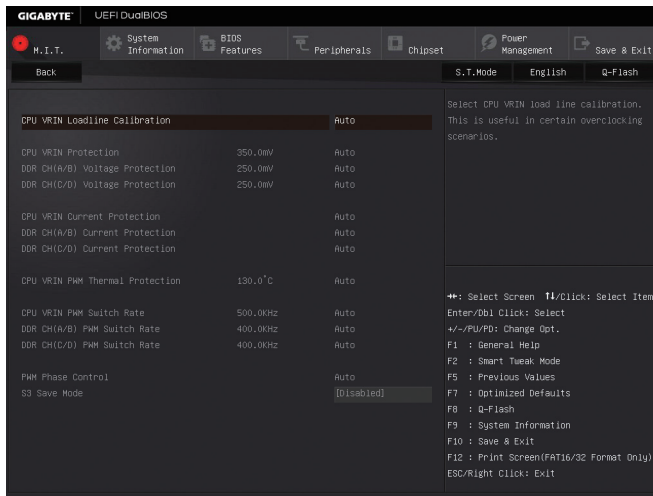 GIGABYTE™ UEFI DualBIOS
M.I.T. System Information BIOS Features Peripherals Chipset Power Management Save & Exit
Back S.T.Mode English Q-Flash
CPU VRIN Loadline Calibration Auto
CPU VRIN Protection 350.0mV Auto
DDR CH(A/B) Voltage Protection 250.0mV Auto
DDR CH(C/D) Voltage Protection 250.0mV Auto
CPU VRIN Current Protection Auto
DDR CH(A/B) Current Protection Auto
DDR CH(C/D) Current Protection Auto
CPU VRIN PWM Thermal Protection 130.0°C Auto
CPU VRIN PWM Switch Rate 500.0KHz Auto
DDR CH(A/B) PWM Switch Rate 400.0KHz Auto
DDR CH(C/D) PWM Switch Rate 400.0KHz Auto
PWM Phase Control Auto
S3 Save Mode [Disabled]
Select CPU VRIN load line calibration.
This is useful in certain overclocking
scenarios.
→←: Select Screen ↑↓/Click: Select Item
Enter/Dbl Click: Select
+/-/PU/PD: Change Opt.
F1 : General Help
F2 : Smart Tweak Mode
F5 : Previous Values
F7 : Optimized Defaults
F8 : Q-Flash
F9 : System Information
F10 : Save & Exit
F12 : Print Screen(FAT16/32 Format Only)
ESC/Right Click: Exit